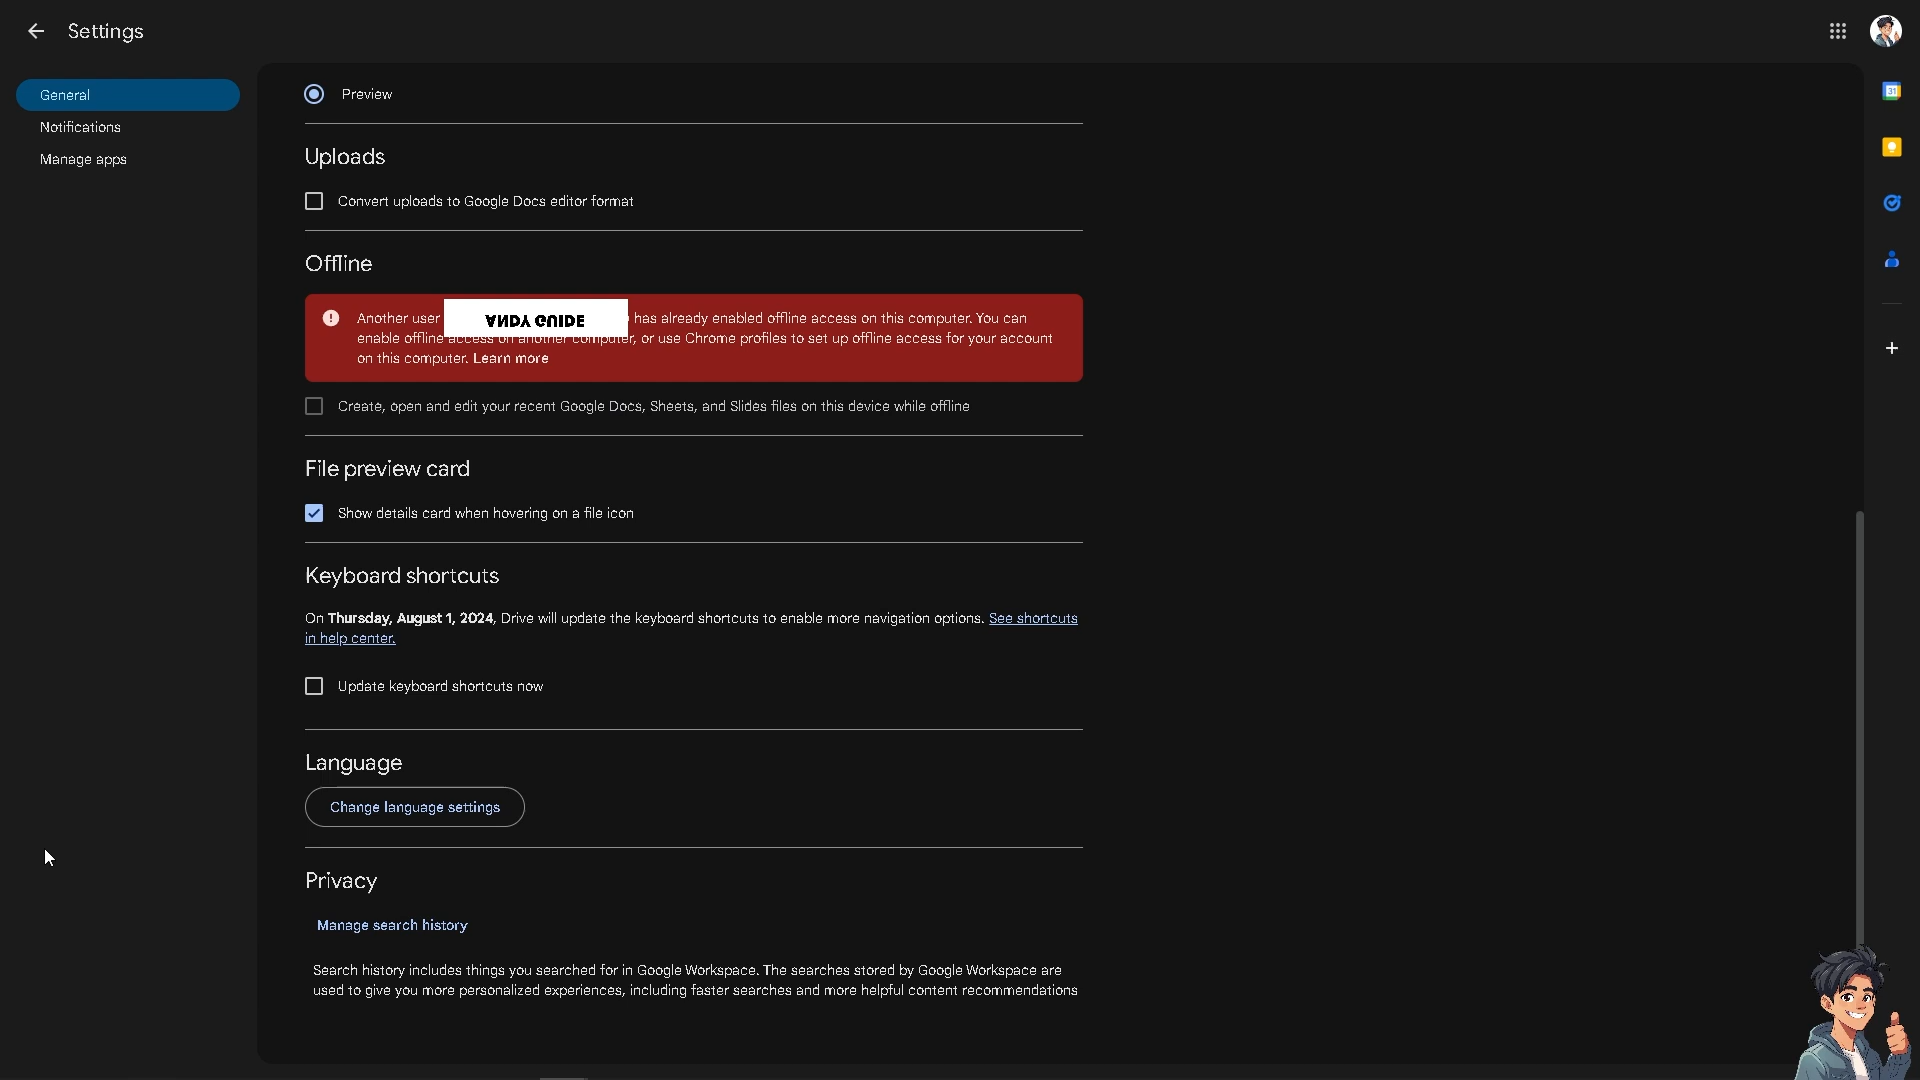 Settings
General
Notifications
Manage apps
Preview
Uploads
Convert uploads to Google Docs editor format
Offline
Another user ANDY GUIDE has already enabled offline access on this computer. You can
enable offline access on another computer, or use Chrome profiles to set up offline access for your account
on this computer. Learn more
Create, open and edit your recent Google Docs, Sheets, and Slides files on this device while offline
File preview card
Show details card when hovering on a file icon
Keyboard shortcuts
On Thursday, August 1, 2024, Drive will update the keyboard shortcuts to enable more navigation options. See shortcuts
in help center.
Update keyboard shortcuts now
Language
Change language settings
Privacy
Manage search history
Search history includes things you searched for in Google Workspace. The searches stored by Google Workspace are
used to give you more personalized experiences, including faster searches and more helpful content recommendations
31